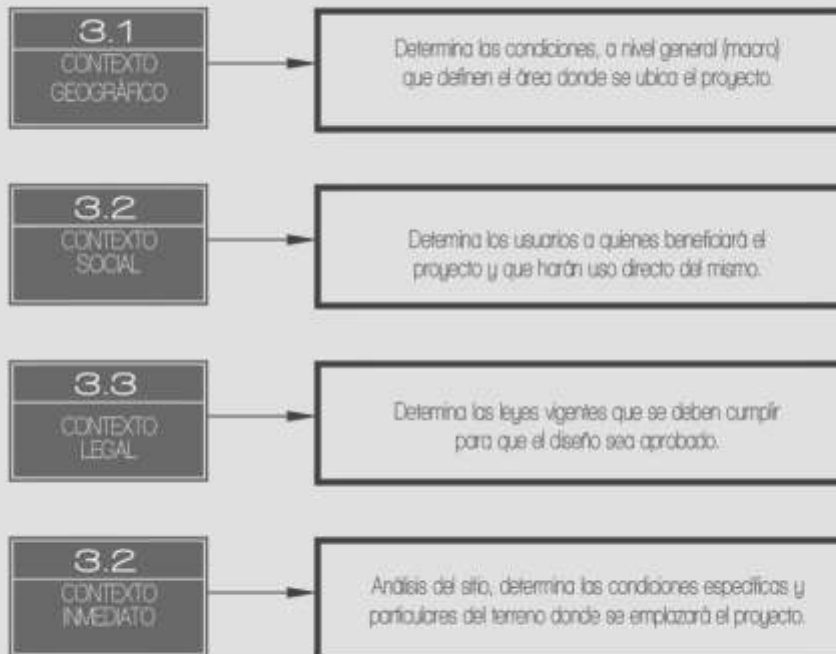 3.1
CONTEXTO
GEOGRÁFICO
Determina las condiciones, a nivel general (macro)
que definen el área donde se ubica el proyecto.
3.2
CONTEXTO
SOCIAL
Determina los usuarios a quienes beneficiará el
proyecto y que harán uso directo del mismo.
3.3
CONTEXTO
LEGAL
Determina las leyes vigentes que se deben cumplir
para que el diseño sea aprobado.
3.2
CONTEXTO
INMEDIATO
Análisis del sitio, determina las condiciones específicas y
particulares del terreno donde se emplazará el proyecto.